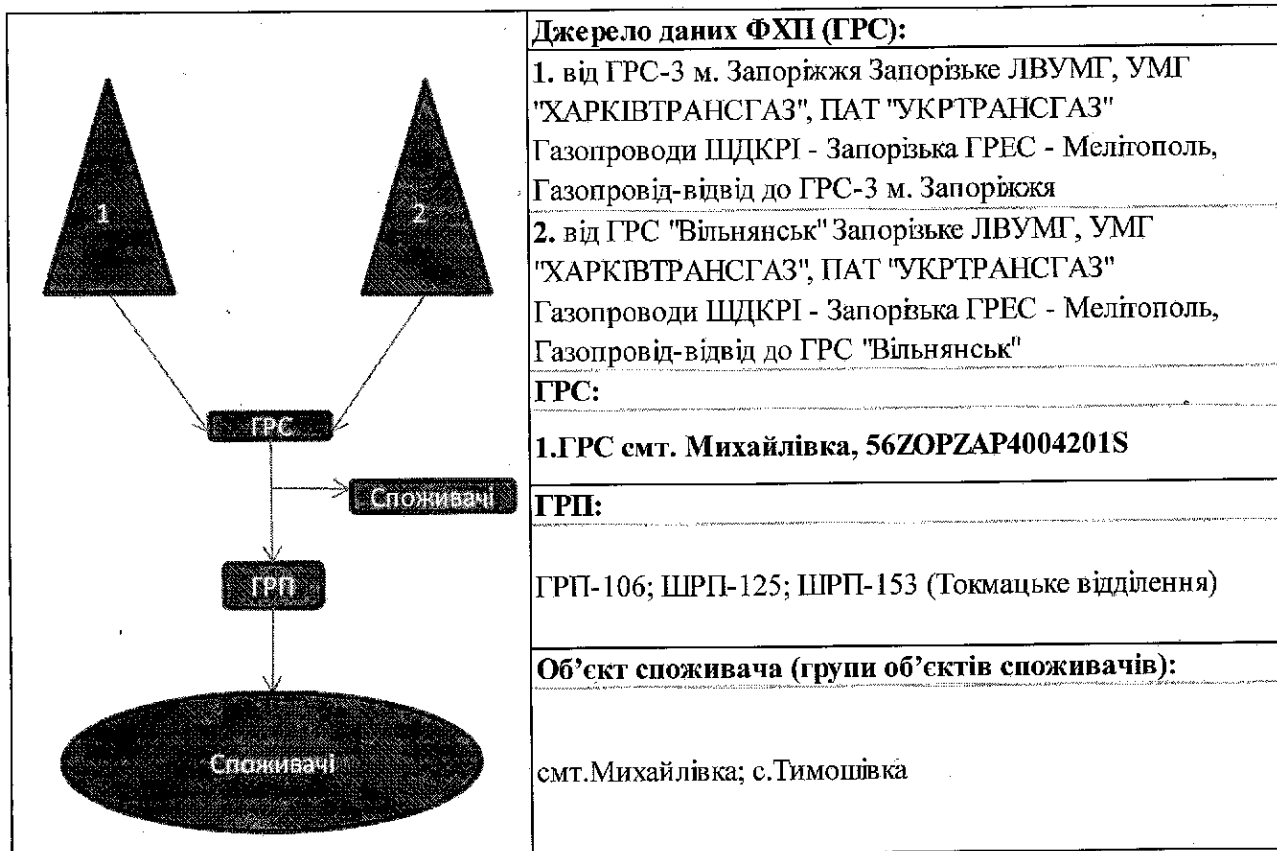 1
2
ГРС
Споживачі
ГРП
Споживачі
Джерело даних ФХП (ГРС):
1. від ГРС-3 м. Запоріжжя Запорізьке ЛВУМГ, УМГ
"ХАРКІВТРАНСГАЗ", ПАТ "УКРТРАНСГАЗ"
Газопроводи ШДКРІ - Запорізька ГРЕС - Мелітополь,
Газопровід-відвід до ГРС-3 м. Запоріжжя
2. від ГРС "Вільнянськ" Запорізьке ЛВУМГ, УМГ
"ХАРКІВТРАНСГАЗ", ПАТ "УКРТРАНСГАЗ"
Газопроводи ШДКРІ - Запорізька ГРЕС - Мелітополь,
Газопровід-відвід до ГРС "Вільнянськ"
ГРС:
1.ГРС смт. Михайлівка, 56ZOPZAP4004201S
ГРП:
ГРП-106; ШРП-125; ШРП-153 (Токмацьке відділення)
Об’єкт споживача (групи об’єктів споживачів):
смт.Михайлівка; с.Тимошівка